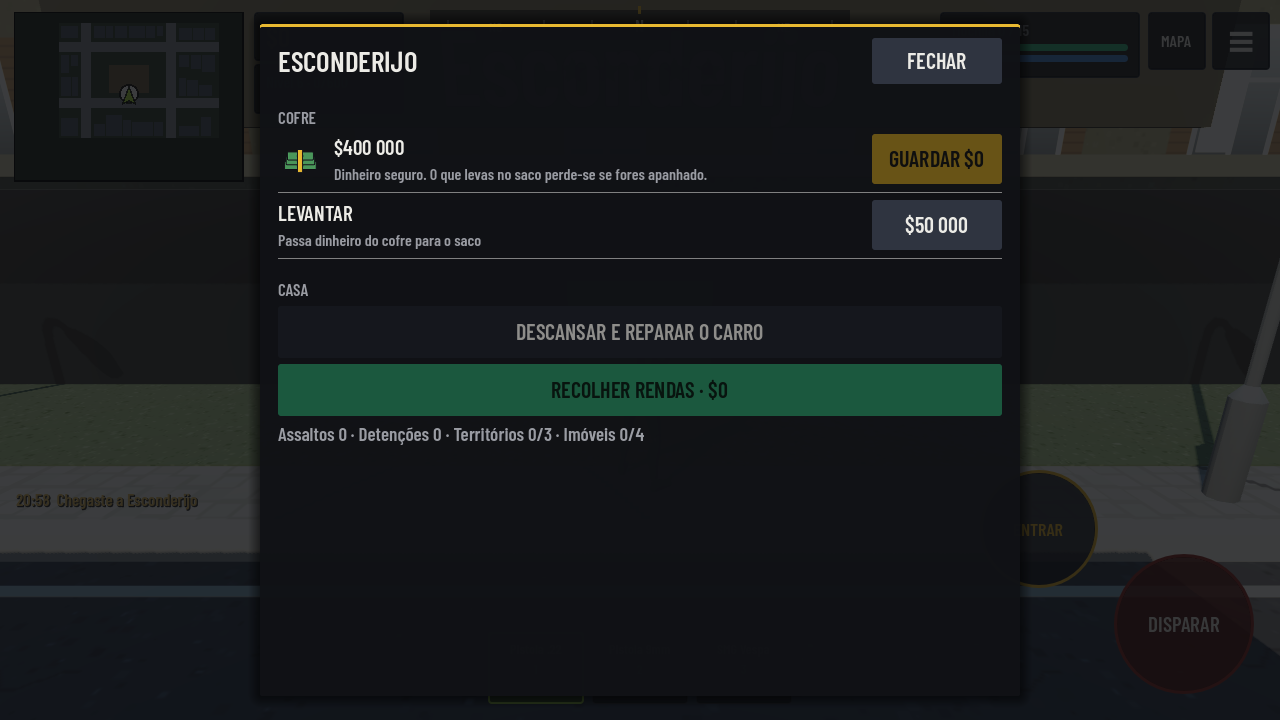 ESCONDERIJO
FECHAR
MAPA
COFRE
$400 000
Dinheiro seguro. O que levas no saco perde-se se fores apanhado.
GUARDAR $0
LEVANTAR
Passa dinheiro do cofre para o saco
$50 000
CASA
DESCANSAR E REPARAR O CARRO
RECOLHER RENDAS · $0
Assaltos 0 · Detenções 0 · Territórios 0/3 · Imóveis 0/4
20:58 Chegaste a Esconderijo
NTRAR
DISPARAR